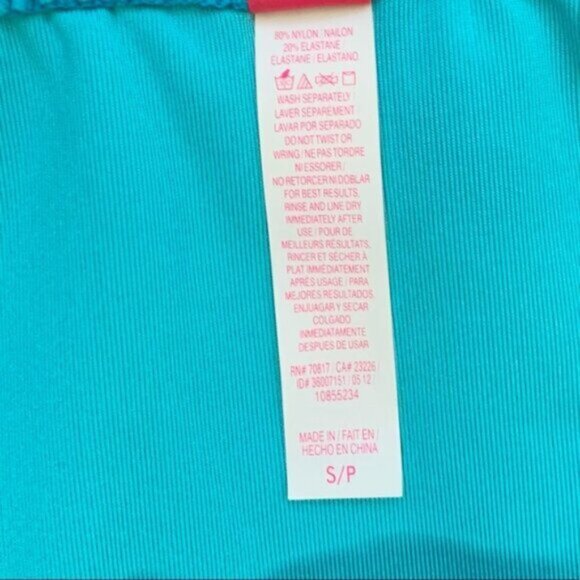 80% NYLON / NAILON
20% ELASTANE /
ELASTANE / ELASTANO
WASH SEPARATELY /
LAVER SEPAREMENT
LAVAR POR SEPARADO
DO NOT TWIST OR
WRING / NE PAS TORDRE
NI ESSORER /
NO RETORCER NI DOBLAR
FOR BEST RESULTS,
RINSE AND LINE DRY
IMMEDIATELY AFTER
USE / POUR DE
MEILLEURS RÉSULTATS,
RINCER ET SÉCHER À
PLAT IMMÉDIATEMENT
APRÈS USAGE / PARA
MEJORES RESULTADOS
ENJUAGAR Y SECAR
COLGADO
INMEDIATAMENTE
DESPUES DE USAR
RN# 70817 / CA# 23226 /
ID# 36007151 / 05 12 /
10855234
MADE IN / FAIT EN /
HECHO EN CHINA
S/P